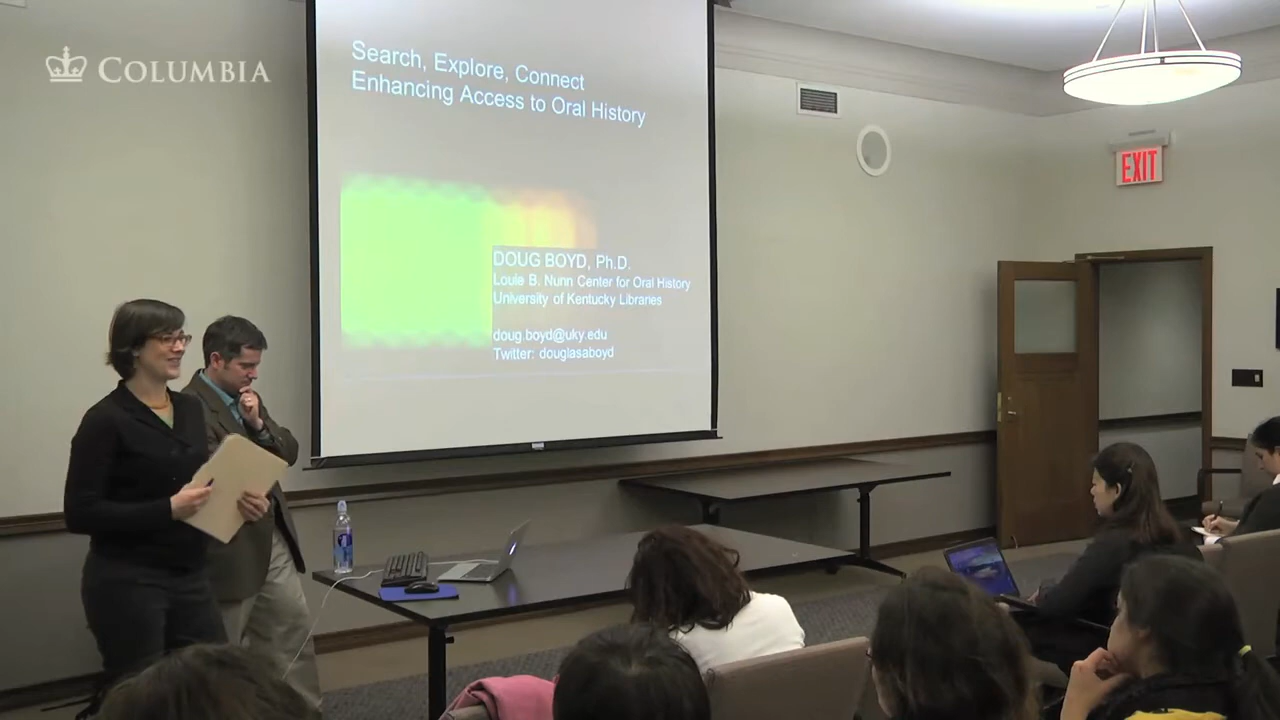 COLUMBIA
Search, Explore, Connect
Enhancing Access to Oral History
DOUG BOYD, Ph.D.
Louie B. Nunn Center for Oral History
University of Kentucky Libraries
doug.boyd@uky.edu
Twitter: douglasaboyd
EXIT